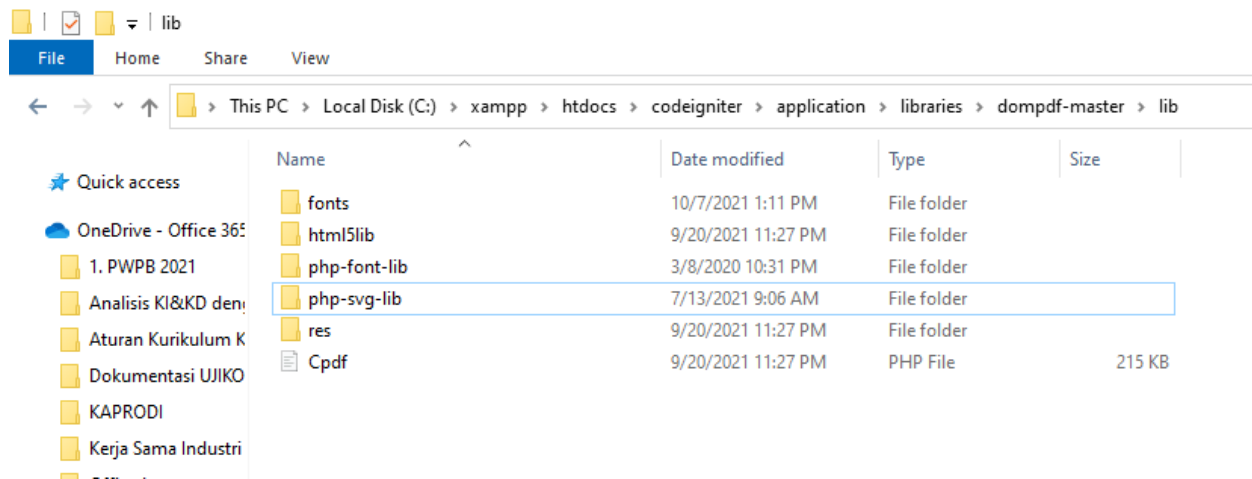 lib
File Home Share View
This PC > Local Disk (C:) > xampp > htdocs > codeigniter > application > libraries > dompdf-master > lib
Name Date modified Type Size
Quick access
OneDrive - Office 365
1. PWPB 2021
Analisis KI&KD den
Aturan Kurikulum K
Dokumentasi UJIKO
KAPRODI
Kerja Sama Industri
fonts 10/7/2021 1:11 PM File folder
html5lib 9/20/2021 11:27 PM File folder
php-font-lib 3/8/2020 10:31 PM File folder
php-svg-lib 7/13/2021 9:06 AM File folder
res 9/20/2021 11:27 PM File folder
Cpdf 9/20/2021 11:27 PM PHP File 215 KB